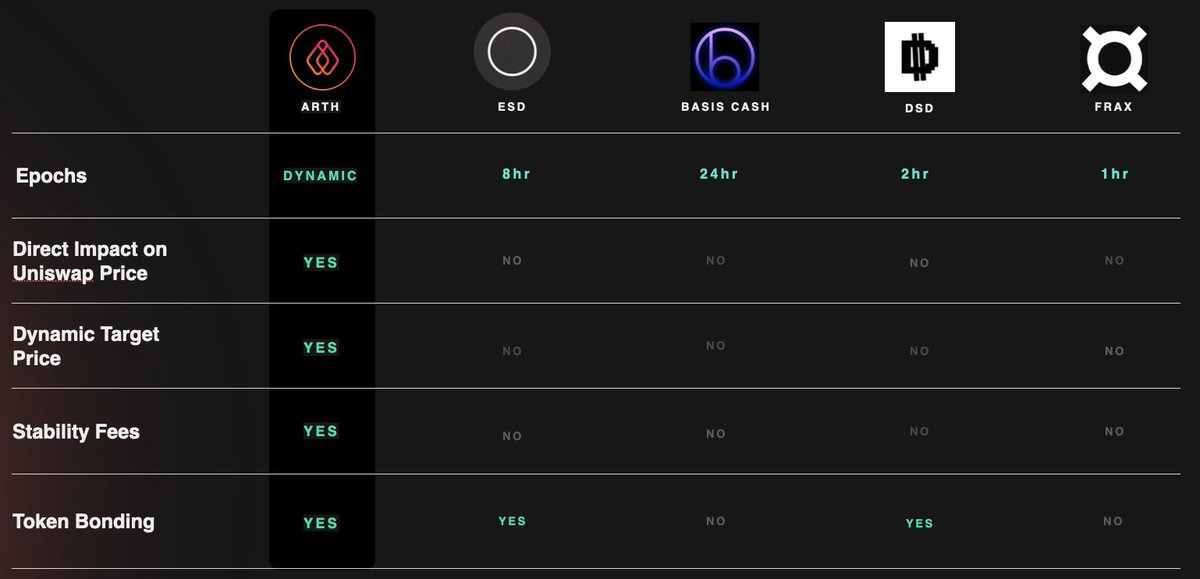 ARTH ESD BASIS CASH DSD FRAX
Epochs DYNAMIC 8hr 24hr 2hr 1hr
Direct Impact on
Uniswap Price YES NO NO NO NO
Dynamic Target
Price YES NO NO NO NO
Stability Fees YES NO NO NO NO
Token Bonding YES YES NO YES NO